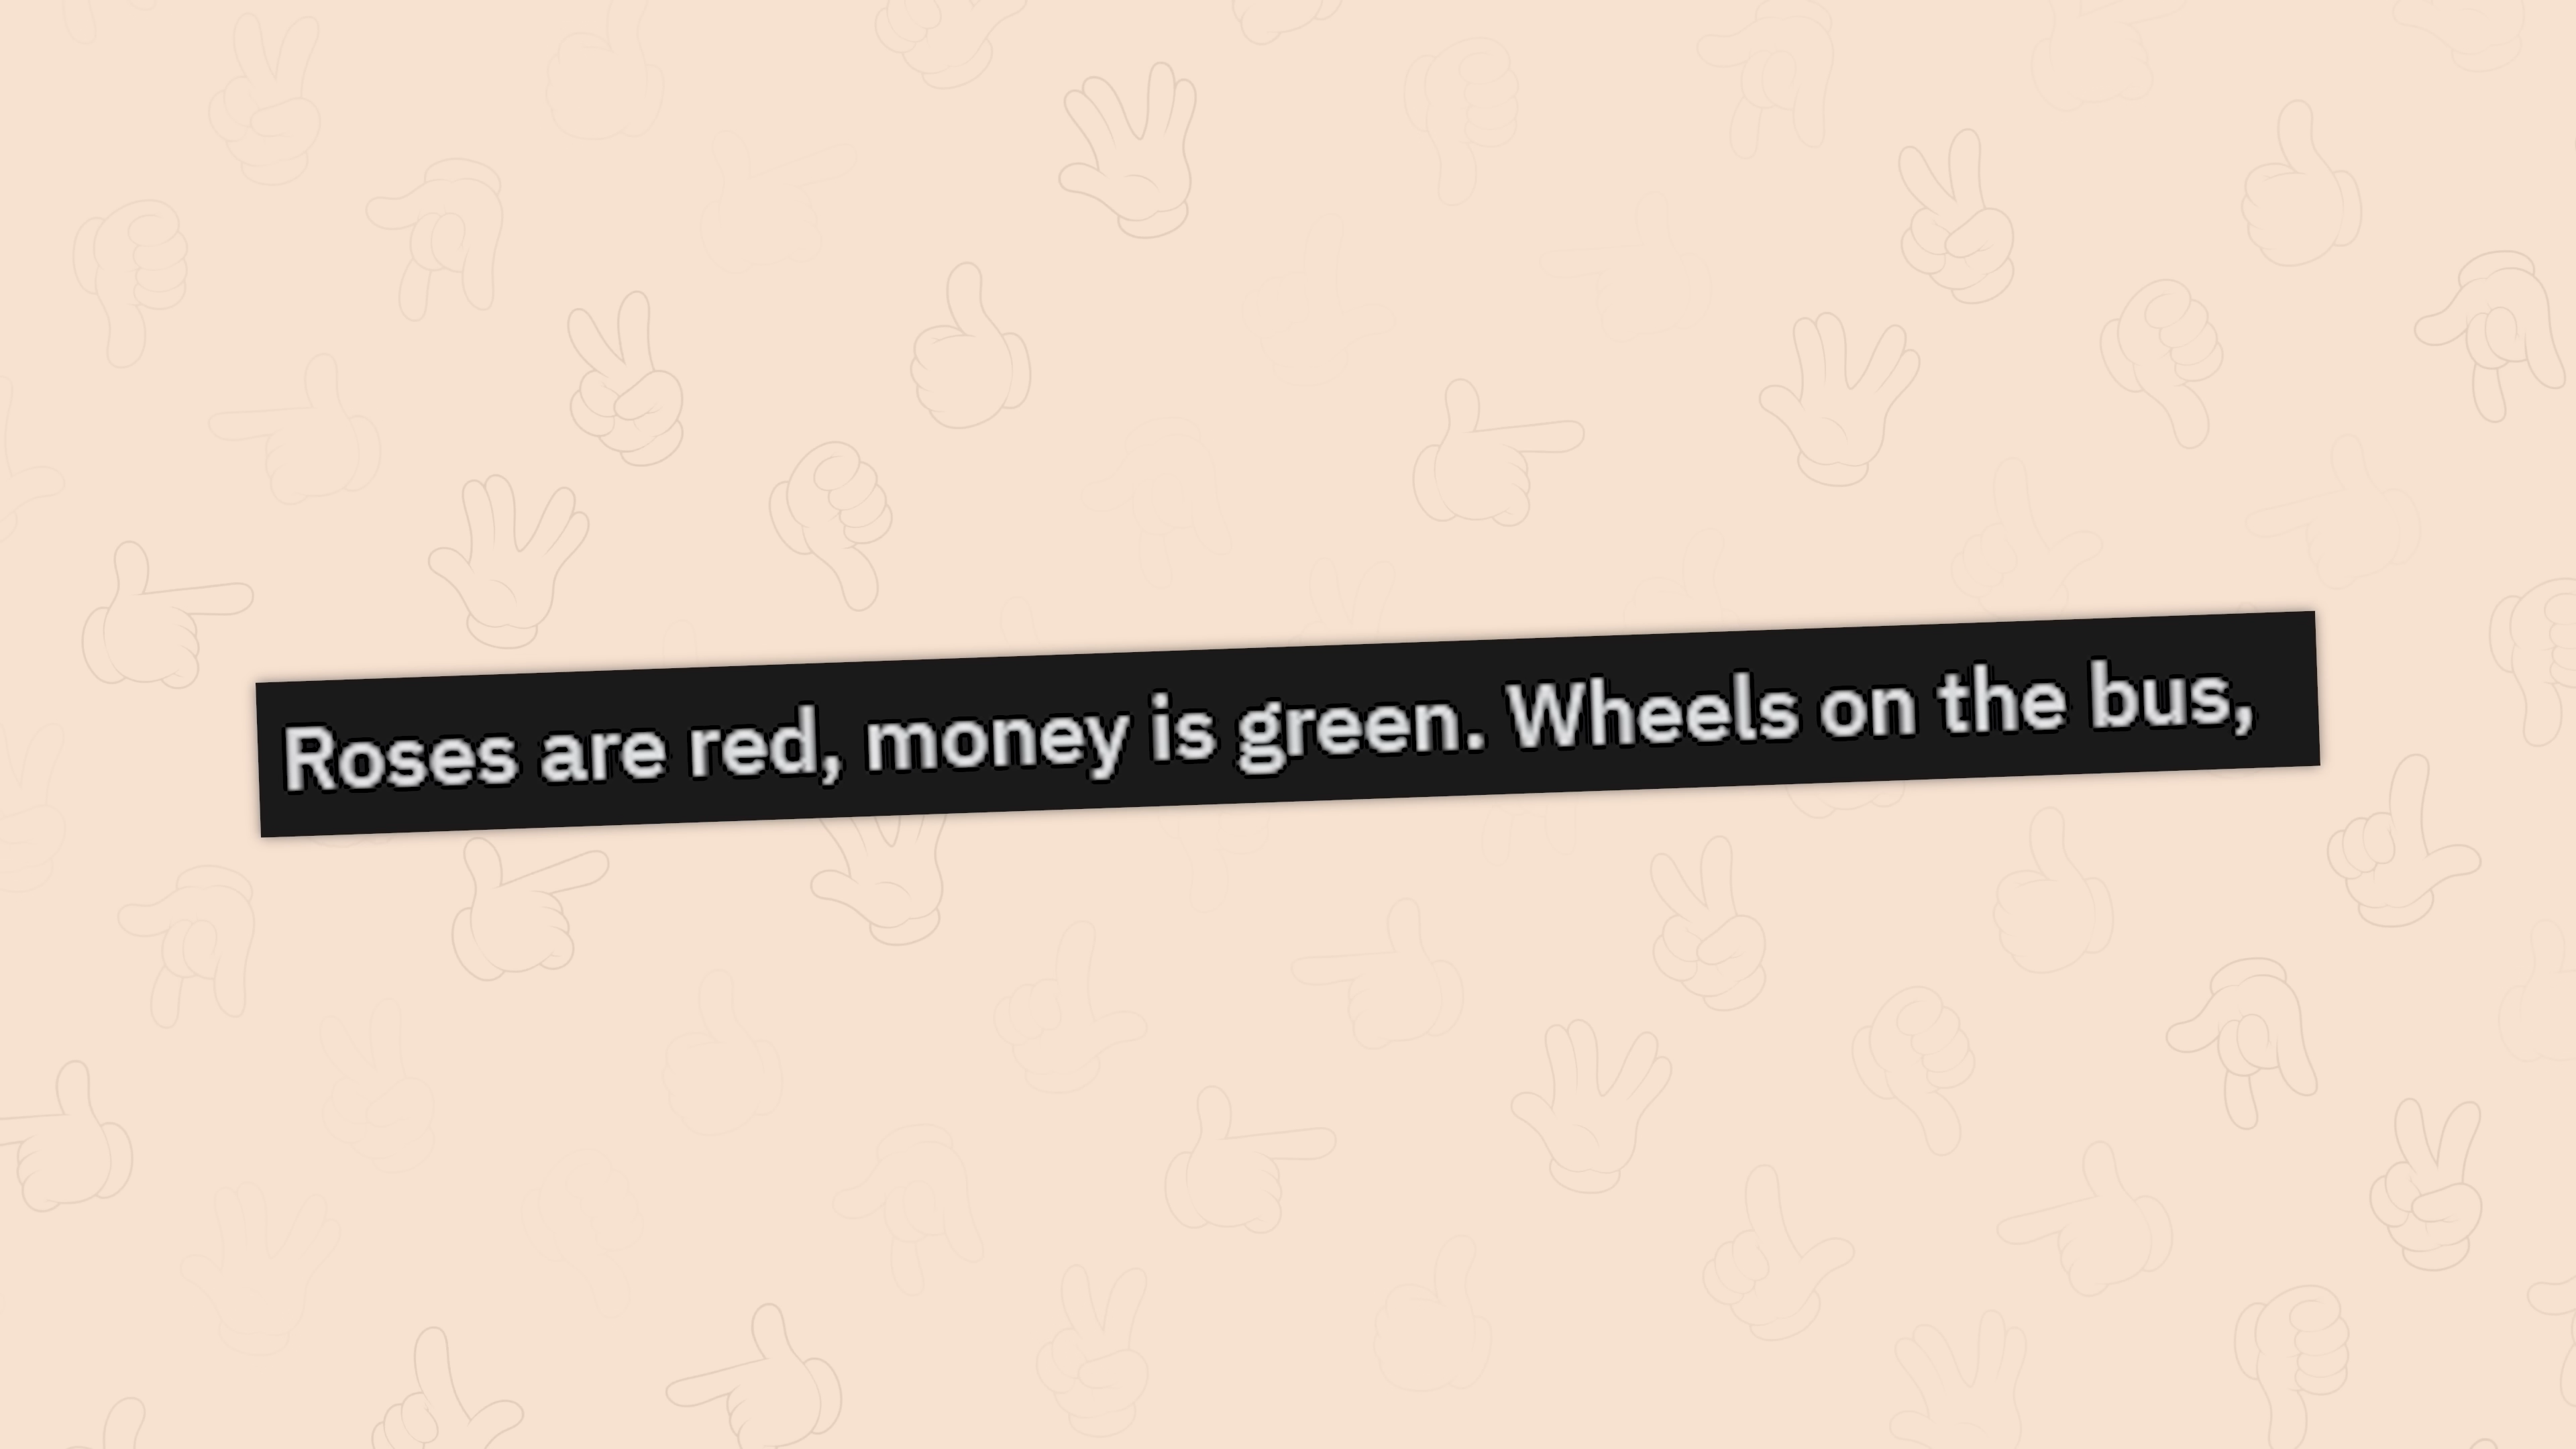 Roses are red, money is green. Wheels on the bus,